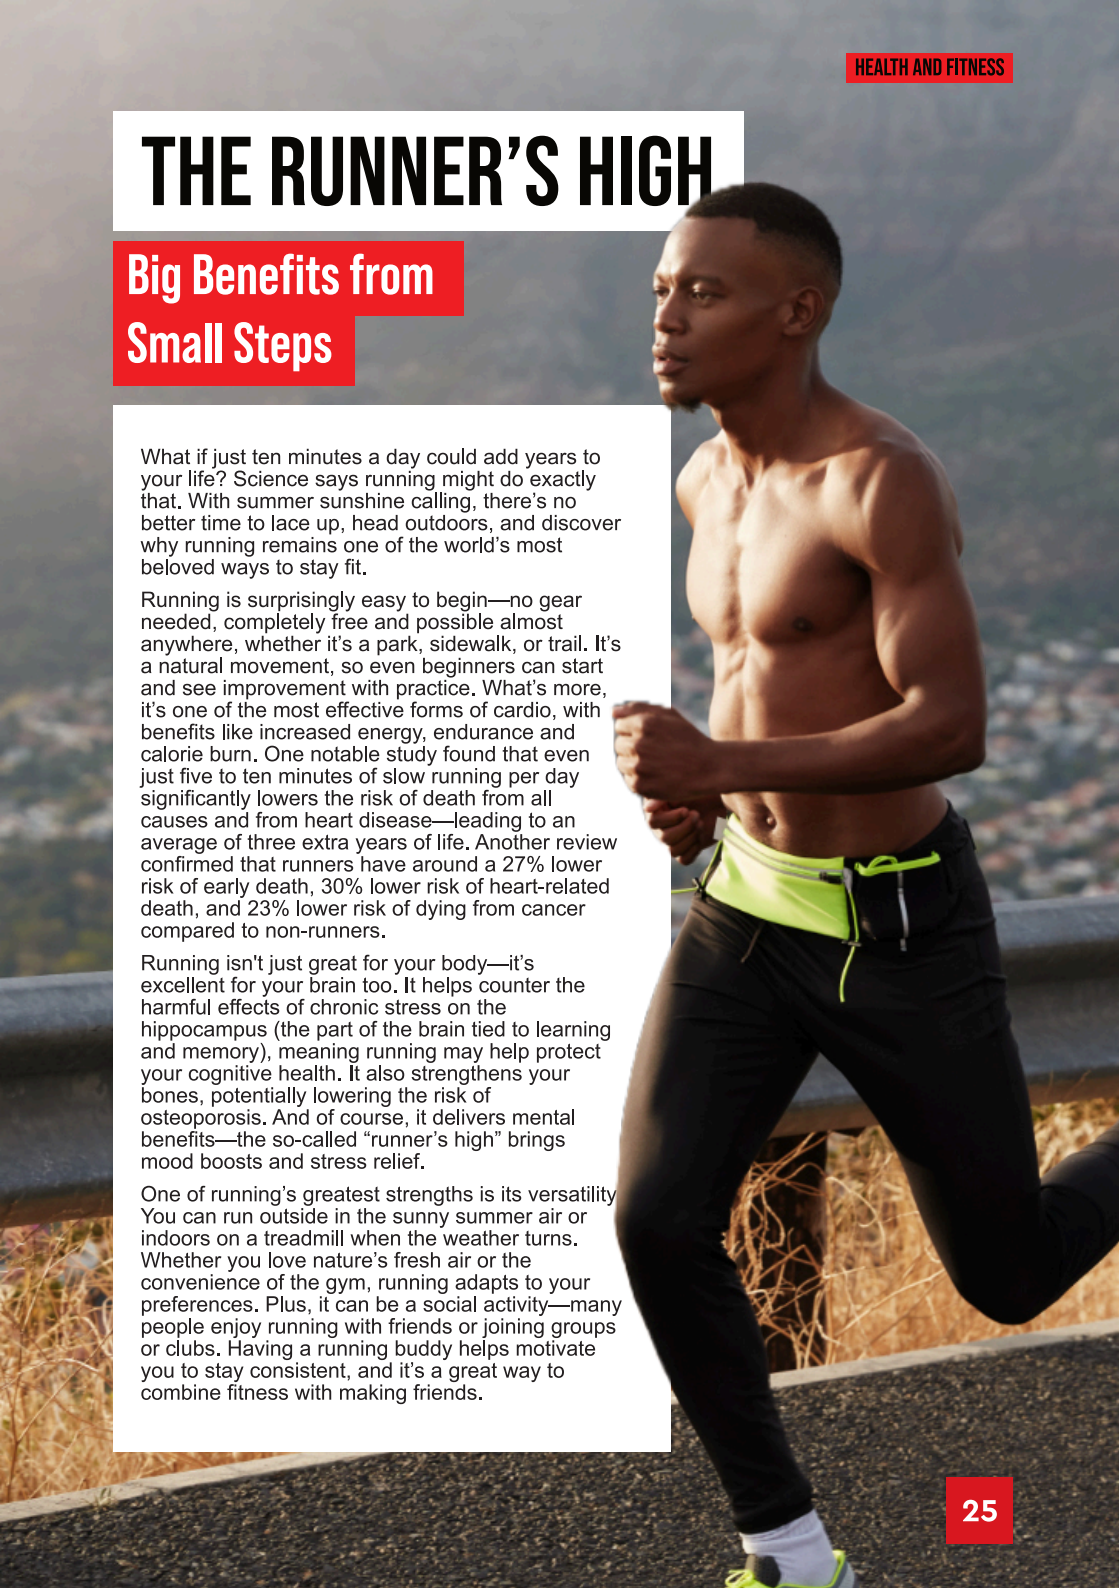 HEALTH AND FITNESS
THE RUNNER’S HIGH
Big Benefits from
Small Steps
What if just ten minutes a day could add years to
your life? Science says running might do exactly
that. With summer sunshine calling, there’s no
better time to lace up, head outdoors, and discover
why running remains one of the world’s most
beloved ways to stay fit.
Running is surprisingly easy to begin—no gear
needed, completely free and possible almost
anywhere, whether it’s a park, sidewalk, or trail. It’s
a natural movement, so even beginners can start
and see improvement with practice. What’s more,
it’s one of the most effective forms of cardio, with
benefits like increased energy, endurance and
calorie burn. One notable study found that even
just five to ten minutes of slow running per day
significantly lowers the risk of death from all
causes and from heart disease—leading to an
average of three extra years of life. Another review
confirmed that runners have around a 27% lower
risk of early death, 30% lower risk of heart-related
death, and 23% lower risk of dying from cancer
compared to non-runners.
Running isn't just great for your body—it’s
excellent for your brain too. It helps counter the
harmful effects of chronic stress on the
hippocampus (the part of the brain tied to learning
and memory), meaning running may help protect
your cognitive health. It also strengthens your
bones, potentially lowering the risk of
osteoporosis. And of course, it delivers mental
benefits—the so-called “runner’s high” brings
mood boosts and stress relief.
One of running’s greatest strengths is its versatility
You can run outside in the sunny summer air or
indoors on a treadmill when the weather turns.
Whether you love nature’s fresh air or the
convenience of the gym, running adapts to your
preferences. Plus, it can be a social activity—many
people enjoy running with friends or joining groups
or clubs. Having a running buddy helps motivate
you to stay consistent, and it’s a great way to
combine fitness with making friends.
25